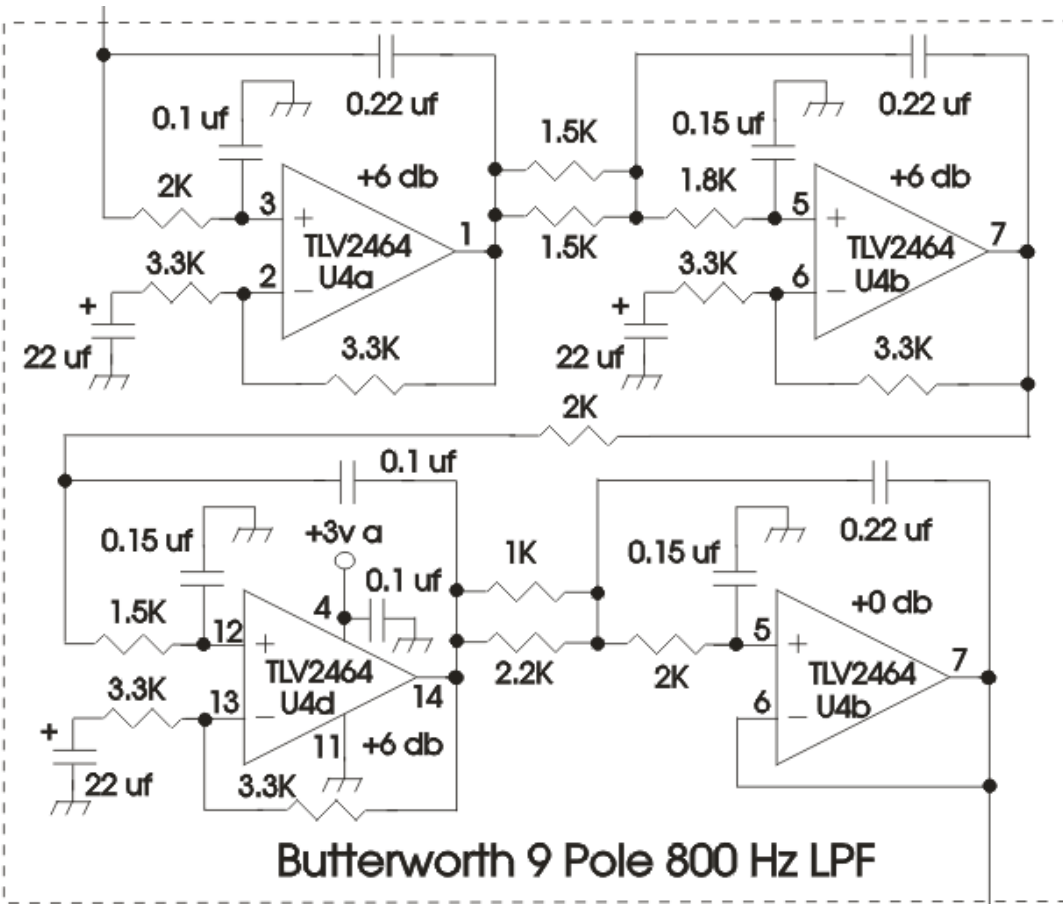 0.22 uf
0.1 uf
+6 db
2K
3
+
TLV2464
U4a
1
3.3K
2
−
+
22 uf
3.3K
1.5K
1.5K
0.22 uf
0.15 uf
+6 db
1.8K
5
+
TLV2464
U4b
7
3.3K
6
−
+
22 uf
3.3K
2K
0.1 uf
0.15 uf
+3v a
0.1 uf
4
1.5K
12
+
TLV2464
U4d
14
3.3K
13
−
+
22 uf
11
+6 db
3.3K
1K
2.2K
0.22 uf
0.15 uf
+0 db
2K
5
+
TLV2464
U4b
7
6
−
Butterworth 9 Pole 800 Hz LPF